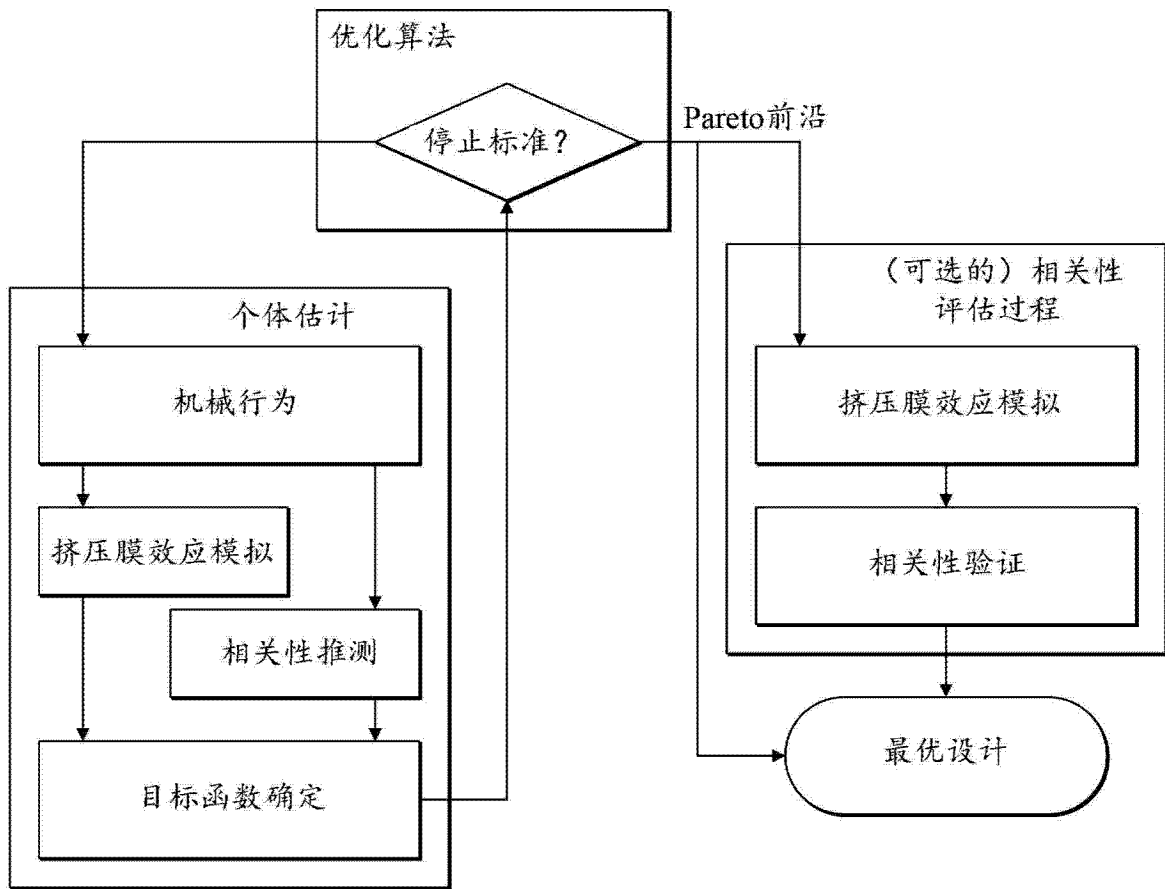 优化算法
停止标准？
Pareto前沿
个体估计
机械行为
挤压膜效应模拟
相关性推测
目标函数确定
（可选的）相关性
评估过程
挤压膜效应模拟
相关性验证
最优设计